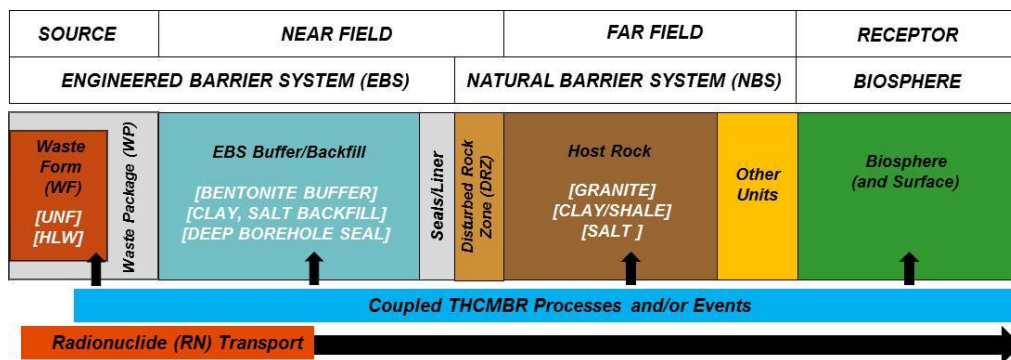 SOURCE
NEAR FIELD
FAR FIELD
RECEPTOR
ENGINEERED BARRIER SYSTEM (EBS)
NATURAL BARRIER SYSTEM (NBS)
BIOSPHERE
Waste
Form
(WF)
[UNF]
[HLW]
Waste Package (WP)
EBS Buffer/Backfill
[BENTONITE BUFFER]
[CLAY, SALT BACKFILL]
[DEEP BOREHOLE SEAL]
Seals/Liner
Disturbed Rock
Zone (DRZ)
Host Rock
[GRANITE]
[CLAY/SHALE]
[SALT ]
Other
Units
Biosphere
(and Surface)
Coupled THCMBR Processes and/or Events
Radionuclide (RN) Transport